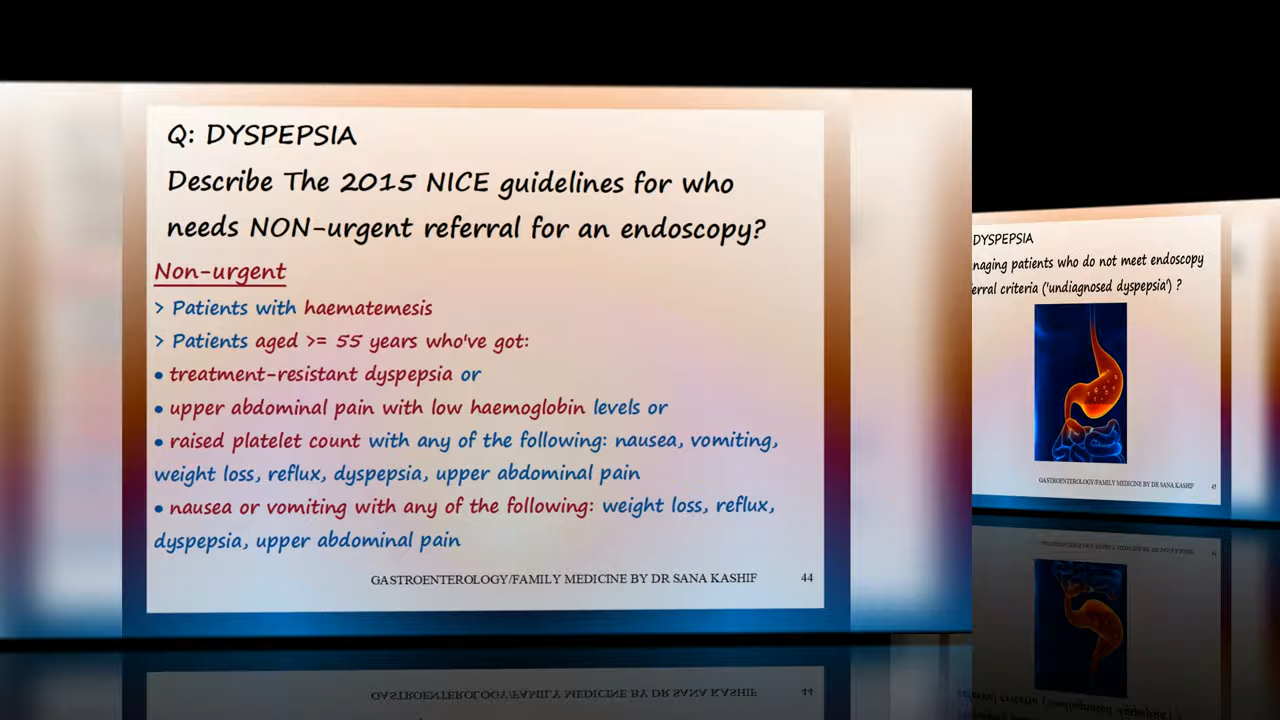 Q: DYSPEPSIA
Describe The 2015 NICE guidelines for who
needs NON-urgent referral for an endoscopy?
Non-urgent
> Patients with haematemesis
> Patients aged >= 55 years who've got:
• treatment-resistant dyspepsia or
• upper abdominal pain with low haemoglobin levels or
• raised platelet count with any of the following: nausea, vomiting,
weight loss, reflux, dyspepsia, upper abdominal pain
• nausea or vomiting with any of the following: weight loss, reflux,
dyspepsia, upper abdominal pain
GASTROENTEROLOGY/FAMILY MEDICINE BY DR SANA KASHIF 44
DYSPEPSIA
naging patients who do not meet endoscopy
erral criteria ('undiagnosed dyspepsia') ?
GASTROENTEROLOGY/FAMILY MEDICINE BY DR SANA KASHIF 45